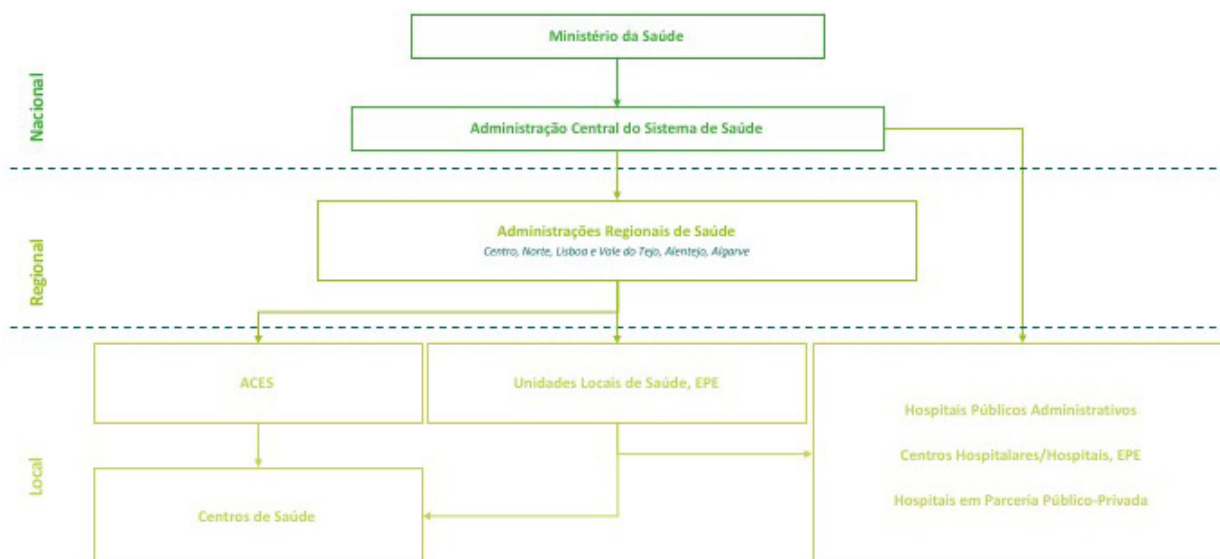 Nacional
Ministério da Saúde
Administração Central do Sistema de Saúde
Regional
Administrações Regionais de Saúde
Centro, Norte, Lisboa e Vale do Tejo, Alentejo, Algarve
Local
ACES
Unidades Locais de Saúde, EPE
Centros de Saúde
Hospitais Públicos Administrativos
Centros Hospitalares/Hospitais, EPE
Hospitais em Parceria Público-Privada